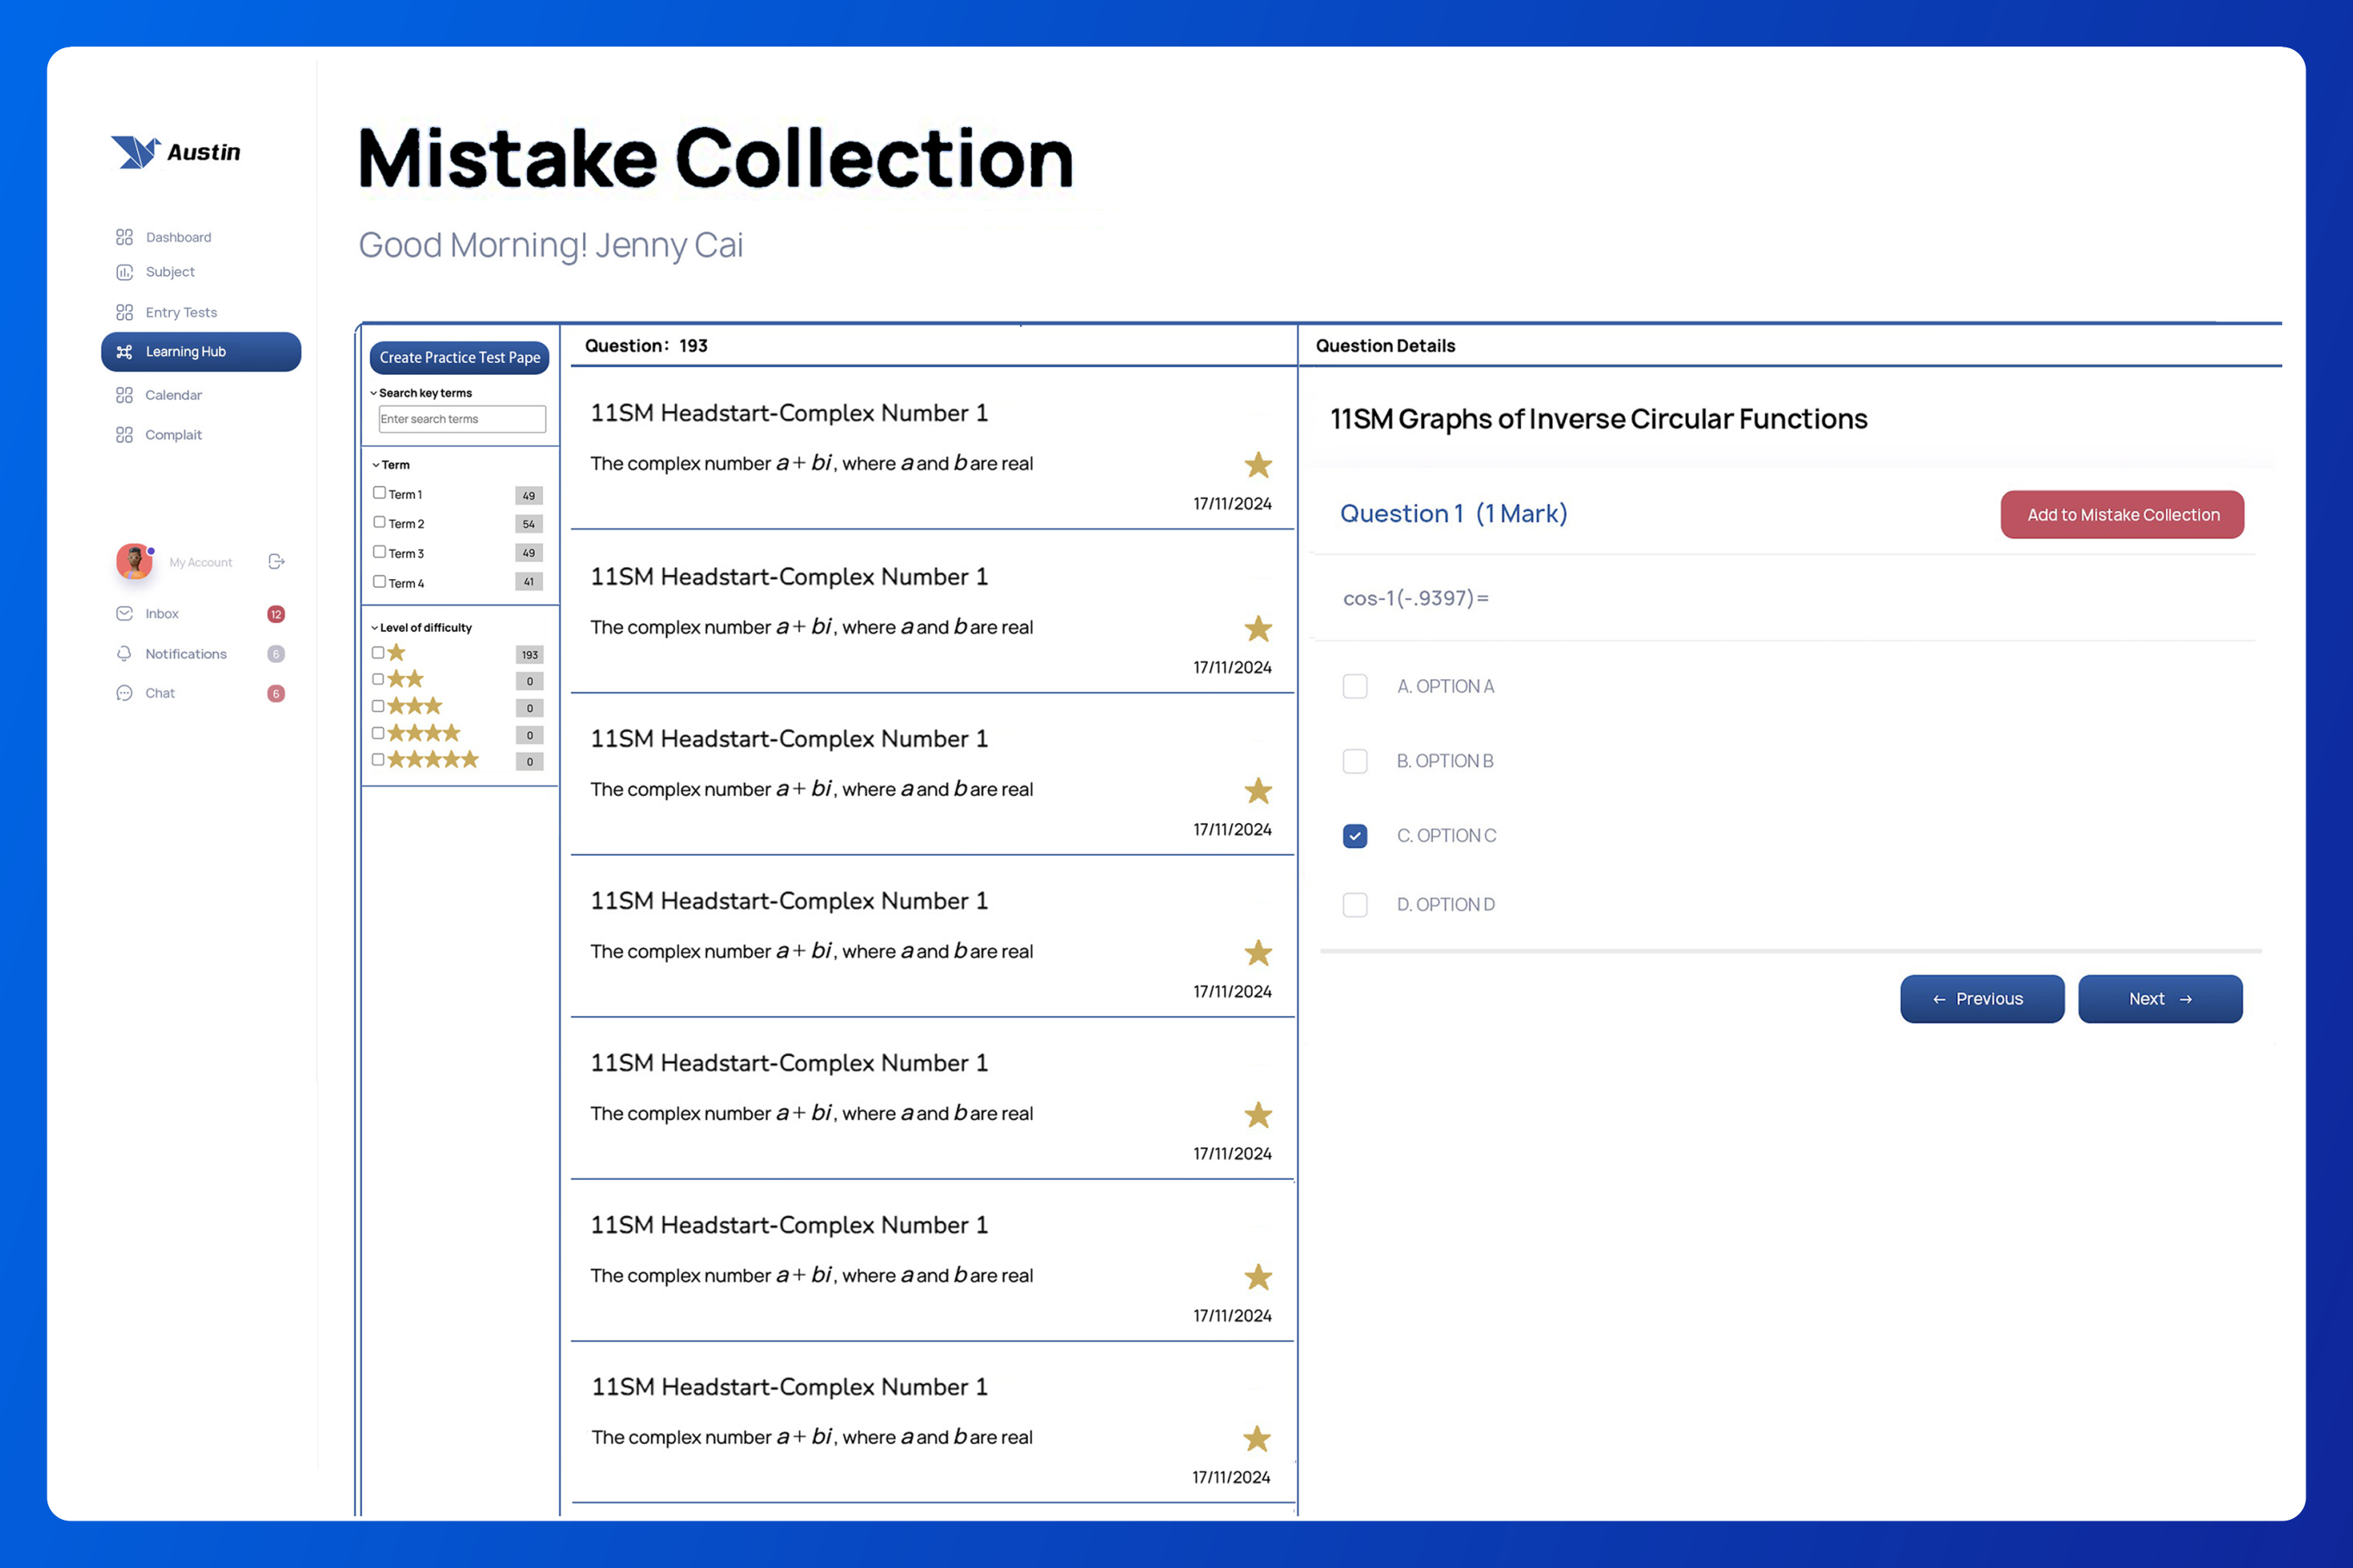 Austin
Dashboard
Subject
Entry Tests
Learning Hub
Calendar
Complait
My Account
Inbox 12
Notifications 6
Chat 6
Mistake Collection
Good Morning! Jenny Cai
Create Practice Test Pape
Search key terms
Enter search terms
Term
Term 1 49
Term 2 54
Term 3 49
Term 4 41
Level of difficulty
193
0
0
0
0
Question: 193
11SM Headstart-Complex Number 1
The complex number a + bi, where a and b are real
17/11/2024
11SM Headstart-Complex Number 1
The complex number a + bi, where a and b are real
17/11/2024
11SM Headstart-Complex Number 1
The complex number a + bi, where a and b are real
17/11/2024
11SM Headstart-Complex Number 1
The complex number a + bi, where a and b are real
17/11/2024
11SM Headstart-Complex Number 1
The complex number a + bi, where a and b are real
17/11/2024
11SM Headstart-Complex Number 1
The complex number a + bi, where a and b are real
17/11/2024
11SM Headstart-Complex Number 1
The complex number a + bi, where a and b are real
17/11/2024
Question Details
11SM Graphs of Inverse Circular Functions
Question 1 (1 Mark)
Add to Mistake Collection
cos-1(-.9397)=
A. OPTION A
B. OPTION B
C. OPTION C
D. OPTION D
← Previous
Next →